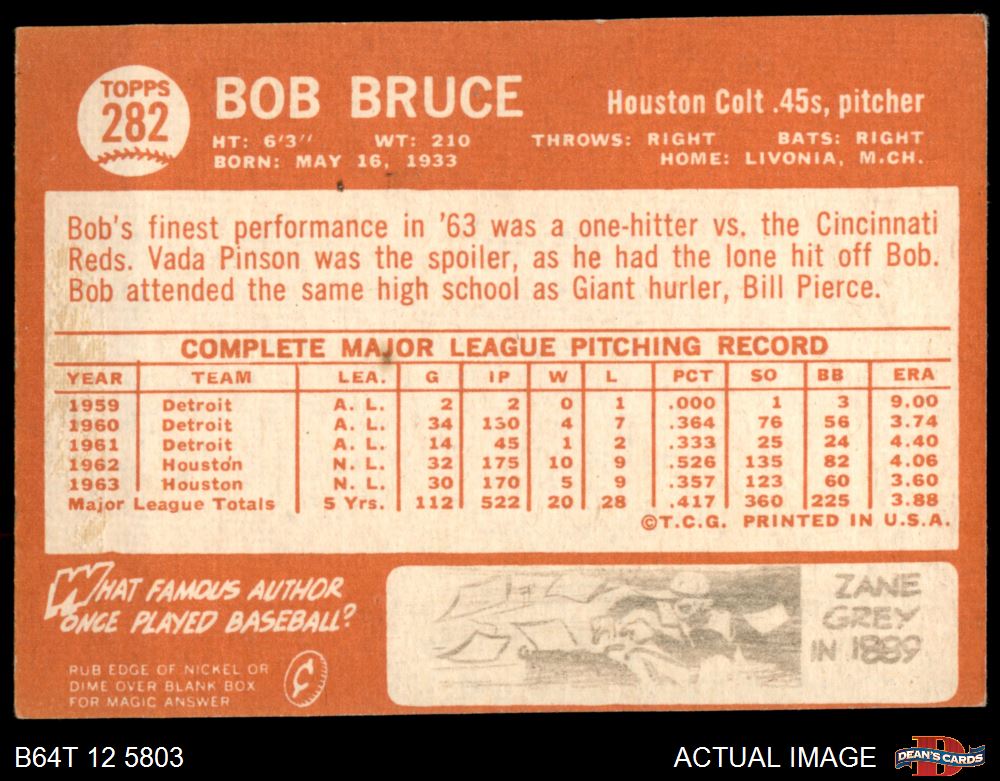 TOPPS
282
BOB BRUCE
Houston Colt .45s, pitcher
HT: 6'3" WT: 210 THROWS: RIGHT BATS: RIGHT
BORN: MAY 16, 1933 HOME: LIVONIA, M.CH.
Bob's finest performance in '63 was a one-hitter vs. the Cincinnati
Reds. Vada Pinson was the spoiler, as he had the lone hit off Bob.
Bob attended the same high school as Giant hurler, Bill Pierce.
COMPLETE MAJOR LEAGUE PITCHING RECORD
YEAR TEAM LEA. G IP W L PCT SO BB ERA
1959 Detroit A. L. 2 2 0 1 .000 1 3 9.00
1960 Detroit A. L. 34 130 4 7 .364 76 56 3.74
1961 Detroit A. L. 14 45 1 2 .333 25 24 4.40
1962 Houston N. L. 32 175 10 9 .526 135 82 4.06
1963 Houston N. L. 30 170 5 9 .357 123 60 3.60
Major League Totals 5 Yrs. 112 522 20 28 .417 360 225 3.88
©T.C.G. PRINTED IN U.S.A.
WHAT FAMOUS AUTHOR
ONCE PLAYED BASEBALL?
RUB EDGE OF NICKEL OR
DIME OVER BLANK BOX
FOR MAGIC ANSWER
¢
ZANE
GREY
IN 1889
B64T 12 5803
ACTUAL IMAGE
D
DEAN'S CARDS